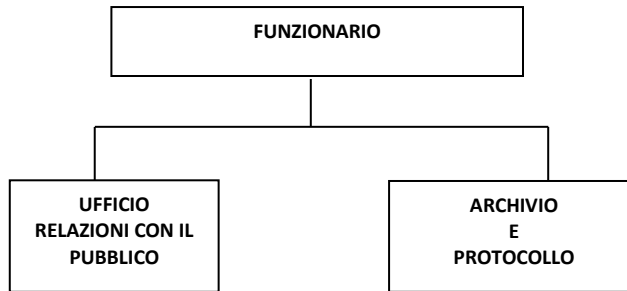 FUNZIONARIO
UFFICIO
RELAZIONI CON IL
PUBBLICO
ARCHIVIO
E
PROTOCOLLO